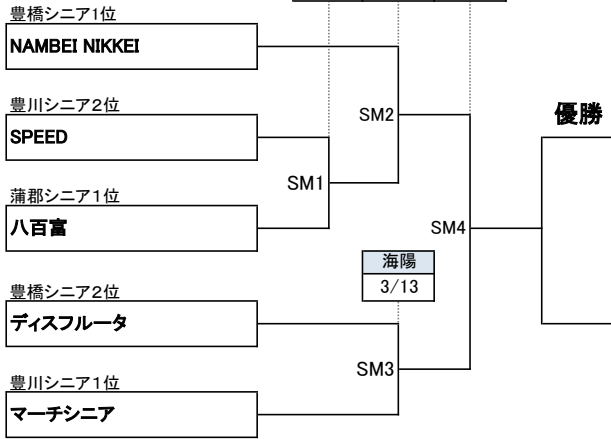 豊橋シニア1位
NAMBEI NIKKEI
豊川シニア2位
SPEED
蒲郡シニア1位
八百富
豊橋シニア2位
ディスフルータ
豊川シニア1位
マーチシニア
SM1
SM2
海陽
3/13
SM3
SM4
優勝